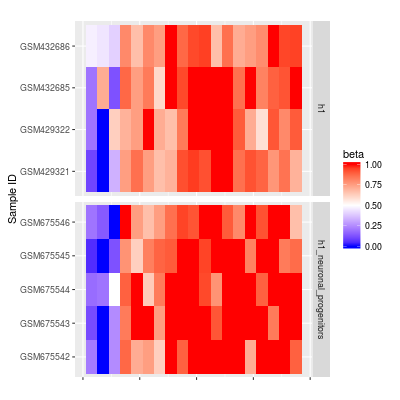 Sample ID
GSM432686
GSM432685
GSM429322
GSM429321
h1
GSM675546
GSM675545
GSM675544
GSM675543
GSM675542
h1_neuronal_progenitors
beta
1.00
0.75
0.50
0.25
0.00